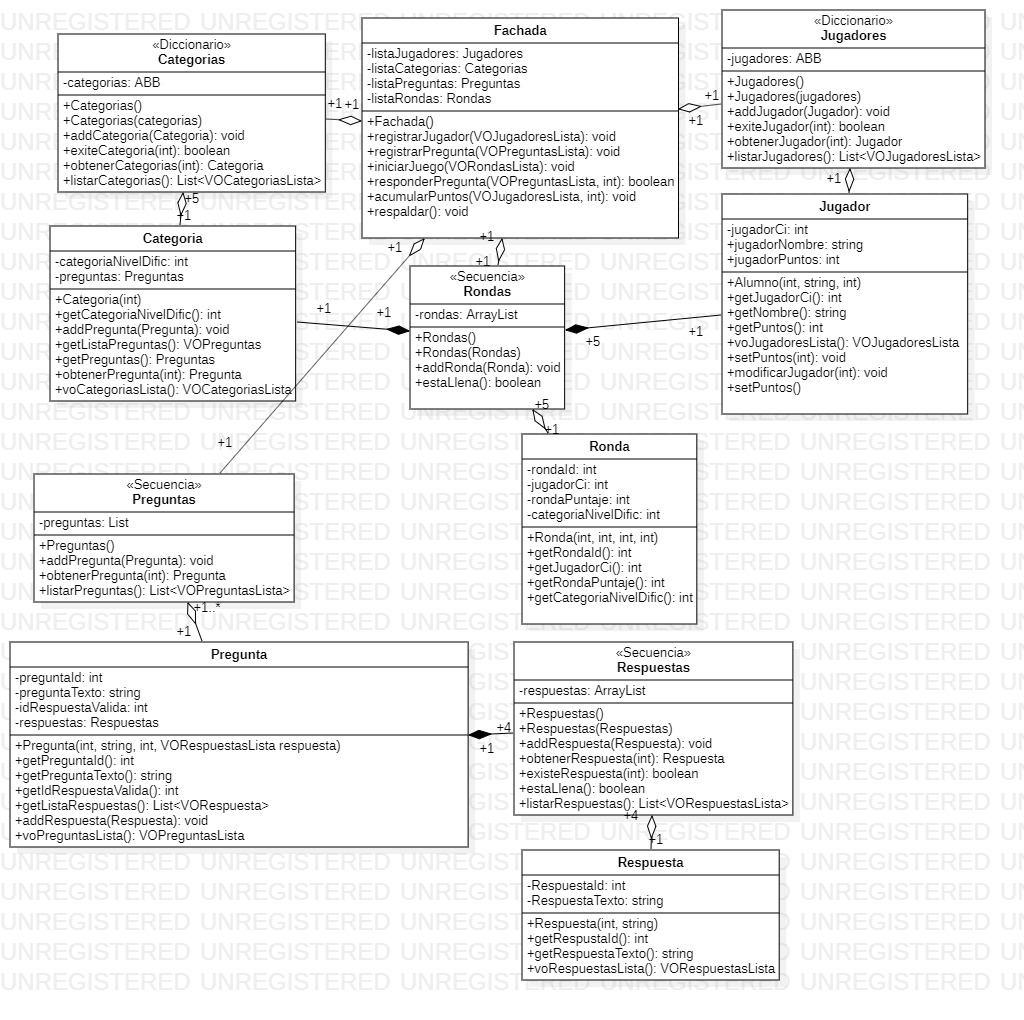 «Diccionario»
Categorias
-categorias: ABB
+Categorias()
+Categorias(categorias)
+addCategoria(Categoria): void
+exiteCategoria(int): boolean
+obtenerCategorias(int): Categoria
+listarCategorias(): List<VOCategoriasLista>
Fachada
-listaJugadores: Jugadores
-listaCategorias: Categorias
-listaPreguntas: Preguntas
-listaRondas: Rondas
+Fachada()
+registrarJugador(VOJugadoresLista): void
+registrarPregunta(VOPreguntasLista): void
+iniciarJuego(VORondasLista): void
+responderPregunta(VOPreguntasLista, int): boolean
+acumularPuntos(VOJugadoresLista, int): void
+respaldar(): void
«Diccionario»
Jugadores
-jugadores: ABB
+Jugadores()
+Jugadores(jugadores)
+addJugador(Jugador): void
+exiteJugador(int): boolean
+obtenerJugador(int): Jugador
+listarJugadores(): List<VOJugadoresLista>
+1
+1
+1
+1
+5
+1
+1
Categoria
-categoriaNivelDific: int
-preguntas: Preguntas
+Categoria(int)
+getCategoriaNivelDific(): int
+addPregunta(Pregunta): void
+getListaPreguntas(): VOPreguntas
+getPreguntas(): Preguntas
+obtenerPregunta(int): Pregunta
+voCategoriasLista(): VOCategoriasLista
+1
+1
+1
+1
+1
«Secuencia»
Rondas
-rondas: ArrayList
+Rondas()
+Rondas(Rondas)
+addRonda(Ronda): void
+estaLlena(): boolean
+5
+1
Jugador
-jugadorCi: int
+jugadorNombre: string
+jugadorPuntos: int
+Alumno(int, string, int)
+getJugadorCi(): int
+getNombre(): string
+getPuntos(): int
+voJugadoresLista(): VOJugadoresLista
+setPuntos(int): void
+modificarJugador(int): void
+setPuntos()
+5
+1
+1
Ronda
-rondaId: int
-jugadorCi: int
-rondaPuntaje: int
-categoriaNivelDific: int
+Ronda(int, int, int, int)
+getRondaId(): int
+getJugadorCi(): int
+getRondaPuntaje(): int
+getCategoriaNivelDific(): int
«Secuencia»
Preguntas
-preguntas: List
+Preguntas()
+addPregunta(Pregunta): void
+obtenerPregunta(int): Pregunta
+listarPreguntas(): List<VOPreguntasLista>
+1..*
+1
Pregunta
-preguntaId: int
-preguntaTexto: string
-idRespuestaValida: int
-respuestas: Respuestas
+Pregunta(int, string, int, VORespuestasLista respuesta)
+getPreguntaId(): int
+getPreguntaTexto(): string
+getIdRespuestaValida(): int
+getListaRespuestas(): List<VORespuesta>
+addRespuesta(Respuesta): void
+voPreguntasLista(): VOPreguntasLista
+4
+1
«Secuencia»
Respuestas
-respuestas: ArrayList
+Respuestas()
+Respuestas(Respuestas)
+addRespuesta(Respuesta): void
+obtenerRespuesta(int): Respuesta
+existeRespuesta(int): boolean
+estaLlena(): boolean
+listarRespuestas(): List<VORespuestasLista>
+4
+1
Respuesta
-RespuestaId: int
-RespuestaTexto: string
+Respuesta(int, string)
+getRespustaId(): int
+getRespuestaTexto(): string
+voRespuestasLista(): VORespuestasLista
UNREGISTERED